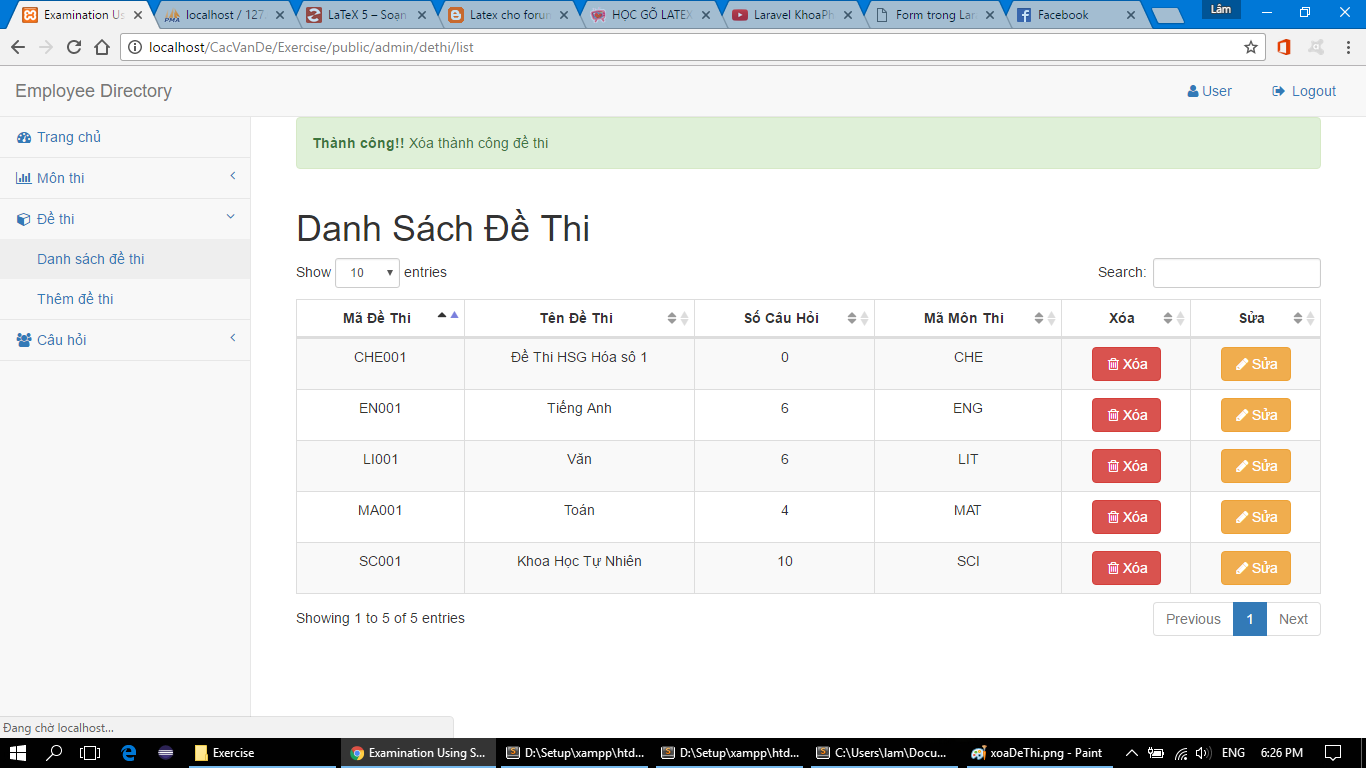 Examination Us
localhost / 127.
LaTeX 5 – Soạn
Latex cho forum
HỌC GÕ LATEX
Laravel KhoaPh
Form trong Lar
Facebook
Lâm
localhost/CacVanDe/Exercise/public/admin/dethi/list
Employee Directory
User
Logout
Trang chủ
Môn thi
Đề thi
Danh sách đề thi
Thêm đề thi
Câu hỏi
Thành công!! Xóa thành công đề thi
Danh Sách Đề Thi
Show 10 entries
Search:
Mã Đề Thi Tên Đề Thi Số Câu Hỏi Mã Môn Thi Xóa Sửa
CHE001 Đề Thi HSG Hóa sô 1 0 CHE Xóa Sửa
EN001 Tiếng Anh 6 ENG Xóa Sửa
LI001 Văn 6 LIT Xóa Sửa
MA001 Toán 4 MAT Xóa Sửa
SC001 Khoa Học Tự Nhiên 10 SCI Xóa Sửa
Showing 1 to 5 of 5 entries
Previous 1 Next
Đang chờ localhost...
Exercise
Examination Using S...
D:\Setup\xampp\htd...
D:\Setup\xampp\htd...
C:\Users\lam\Docu...
xoaDeThi.png - Paint
ENG
6:26 PM